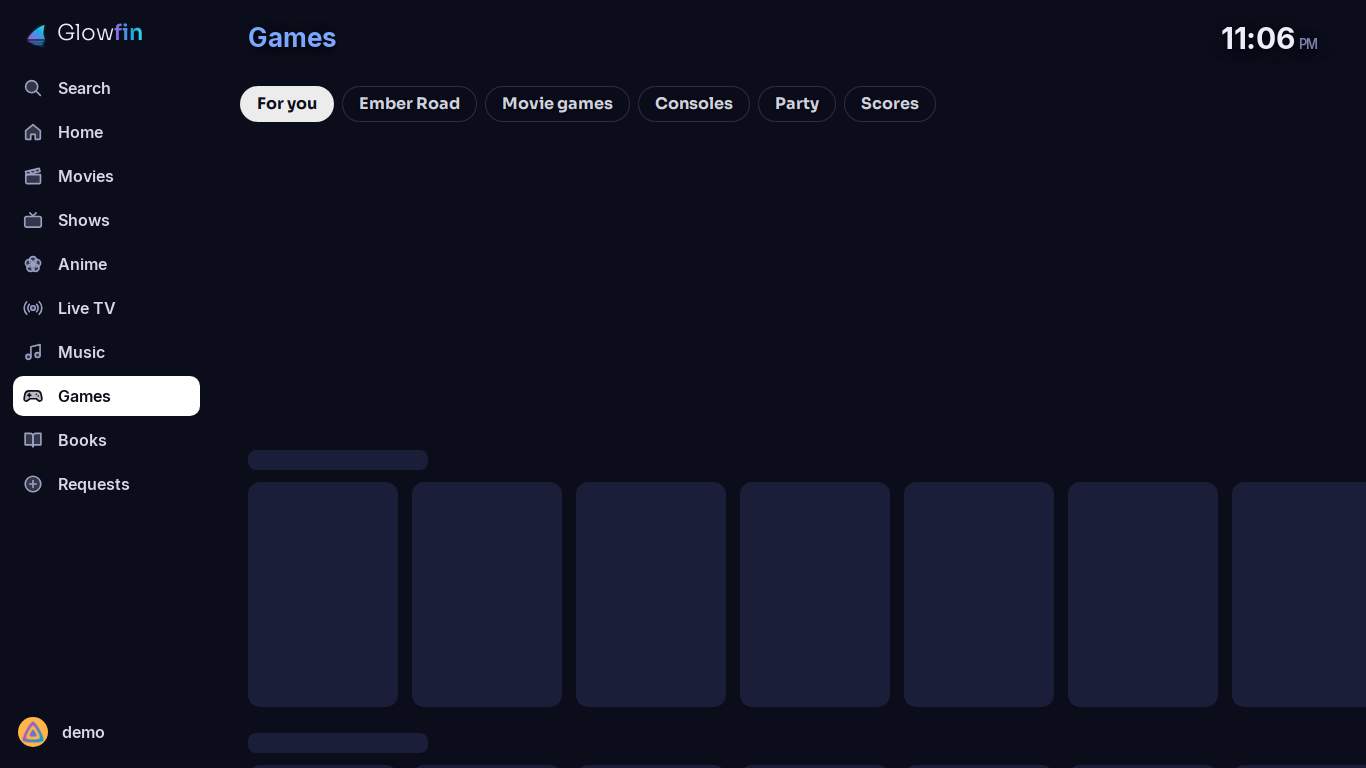 Glowfin
Games
11:06 PM
Search
Home
Movies
Shows
Anime
Live TV
Music
Games
Books
Requests
demo
For you
Ember Road
Movie games
Consoles
Party
Scores